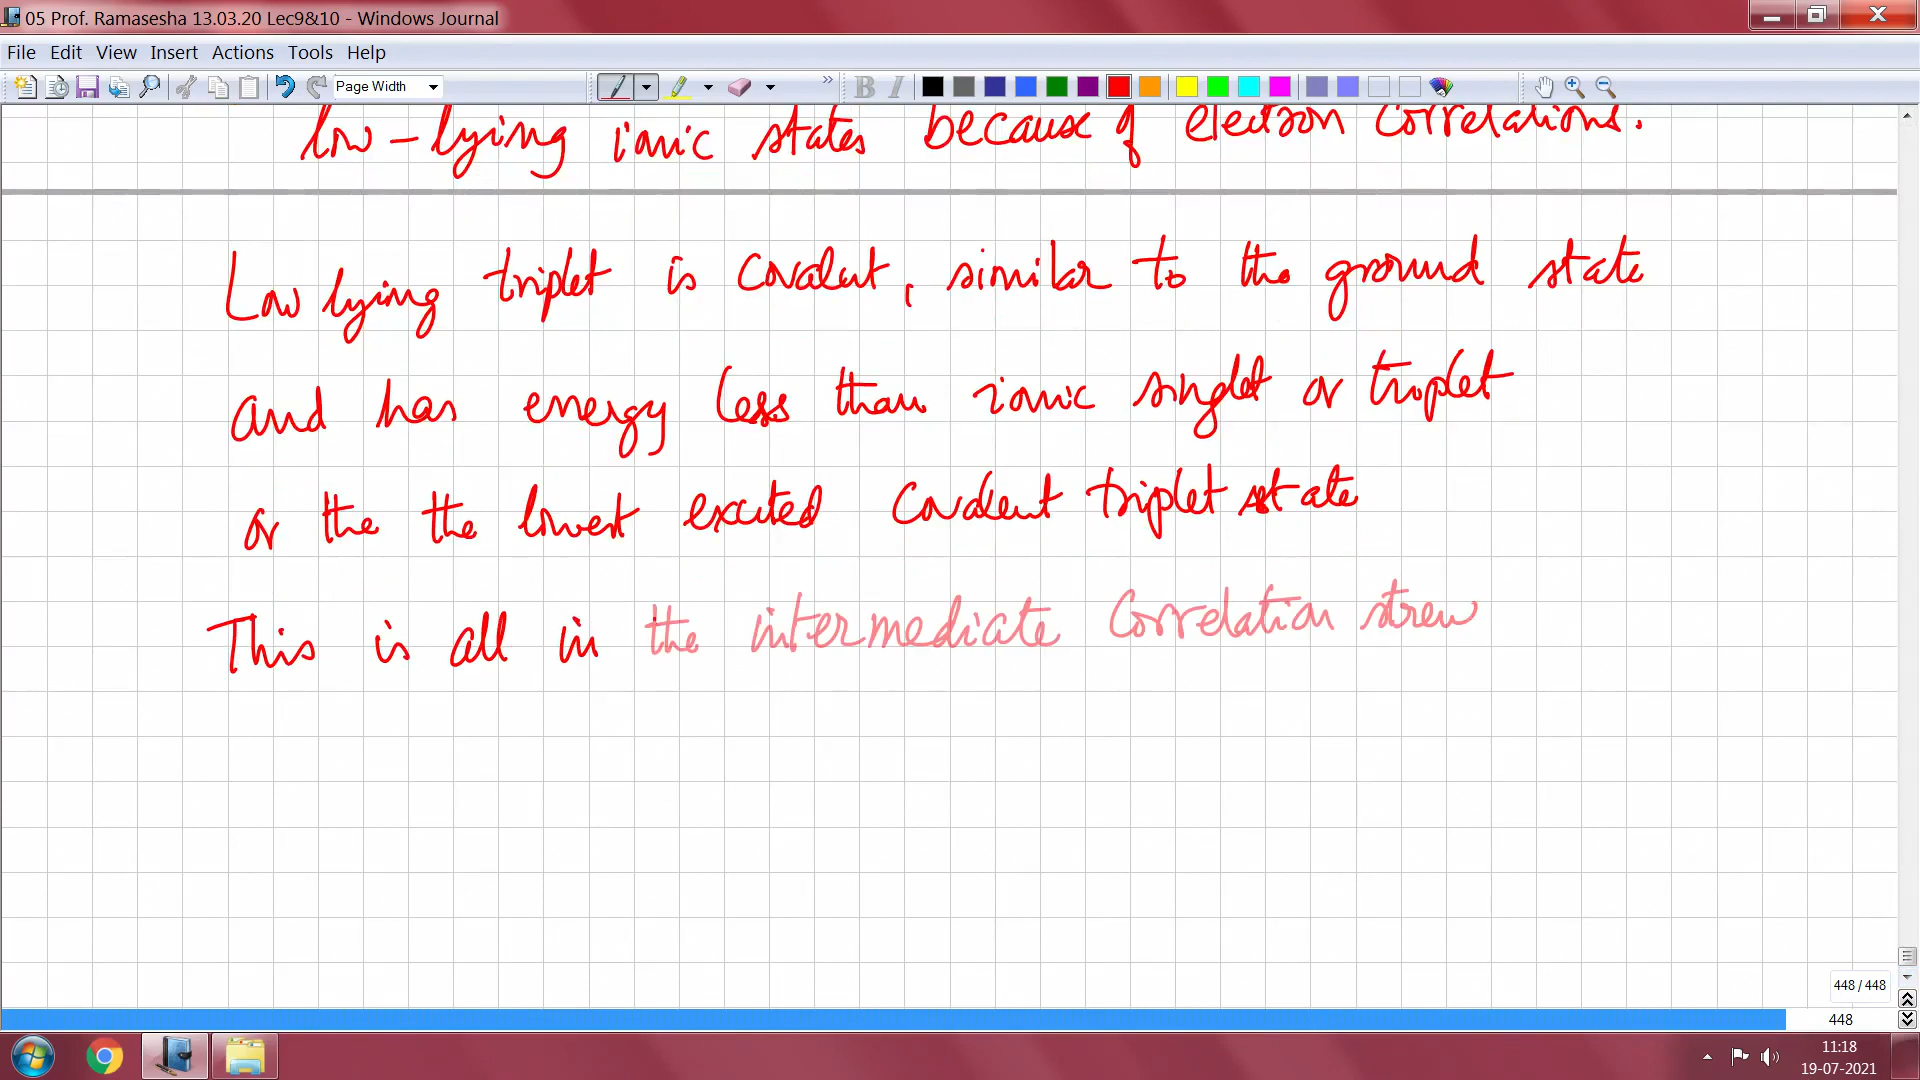 05 Prof. Ramasesha 13.03.20 Lec9&10 - Windows Journal
File Edit View Insert Actions Tools Help
Page Width
B I
low-lying ionic states because of electron correlations.
Low lying triplet is covalent, similar to the ground state
and has energy less than ionic singlet or triplet
or the the lowest excited covalent triplet state
This is all in the intermediate correlation stren
448 / 448
448
11:18
19-07-2021